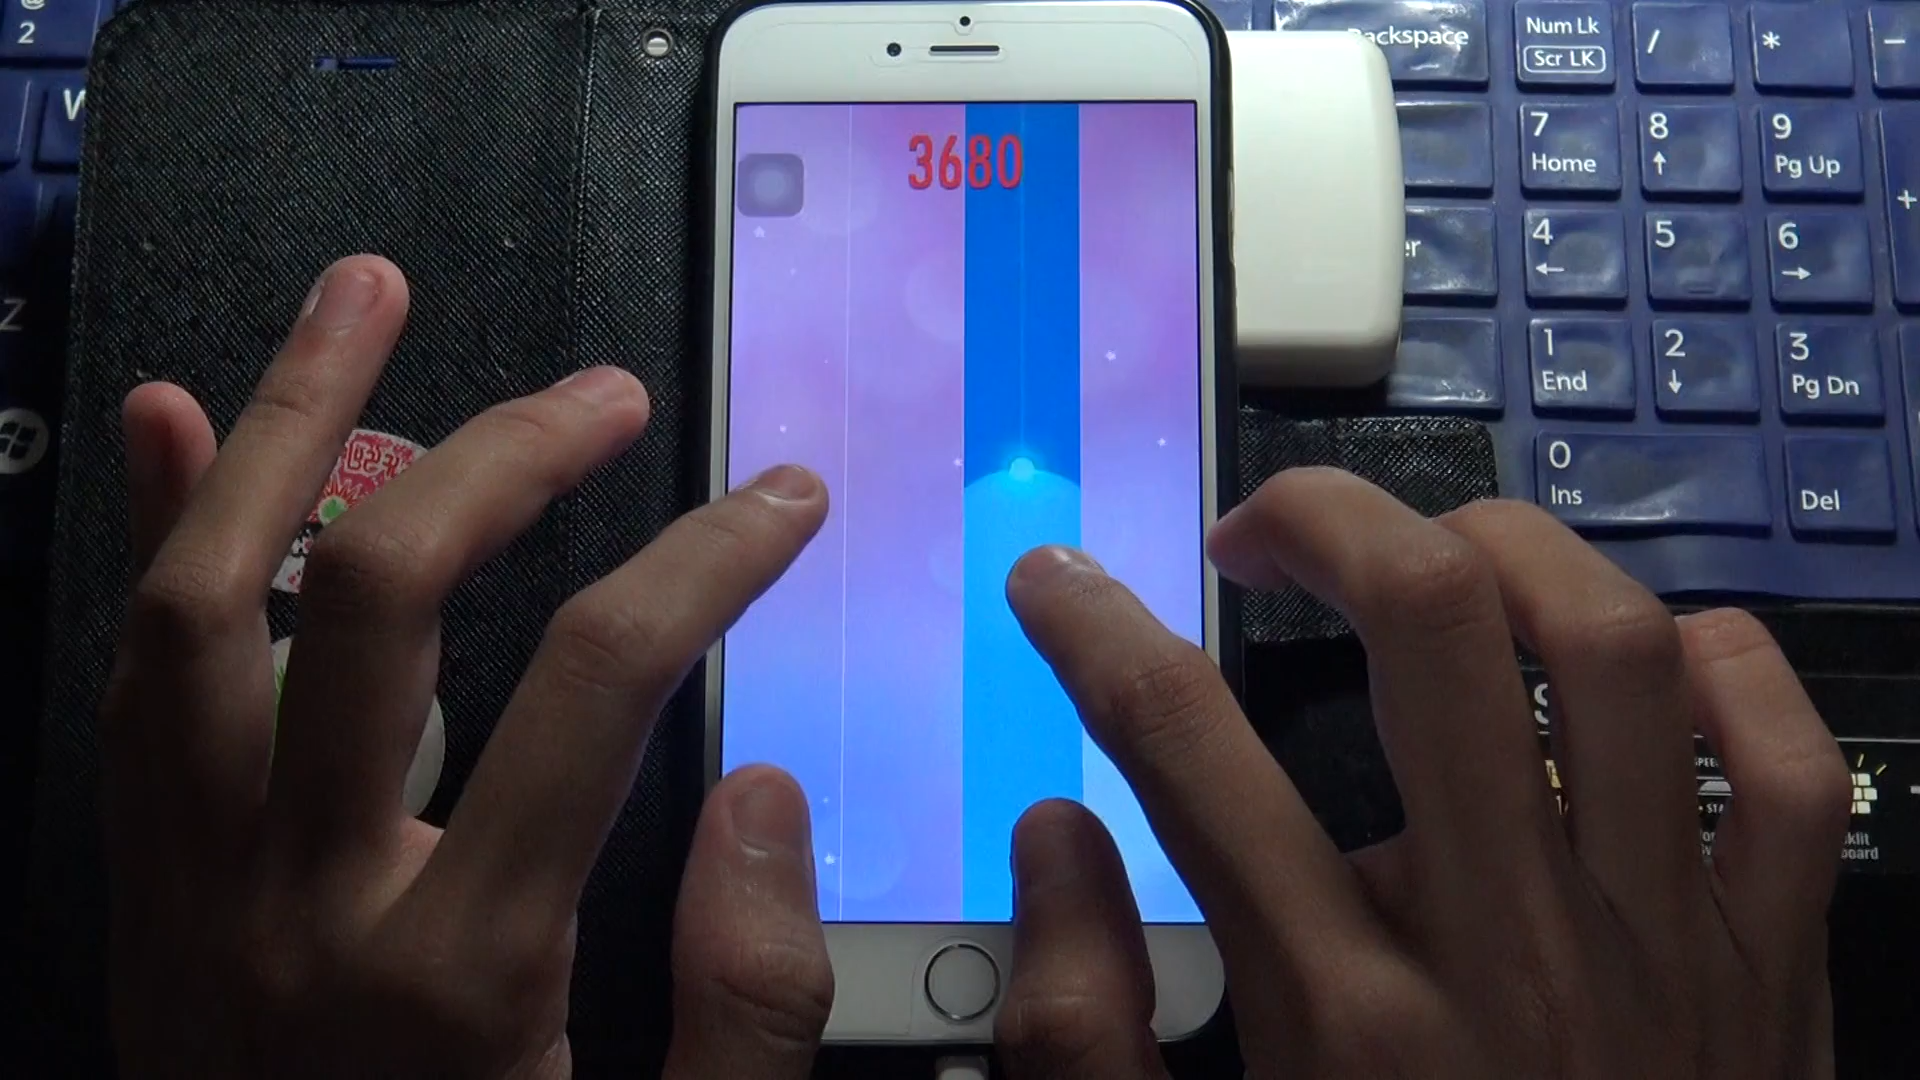 @
2
W
Z
3680
Backspace
Num Lk
Scr LK
/
*
-
7
Home
8
↑
9
Pg Up
+
er
4
←
5
6
→
1
End
2
↓
3
Pg Dn
0
Ins
Del
S